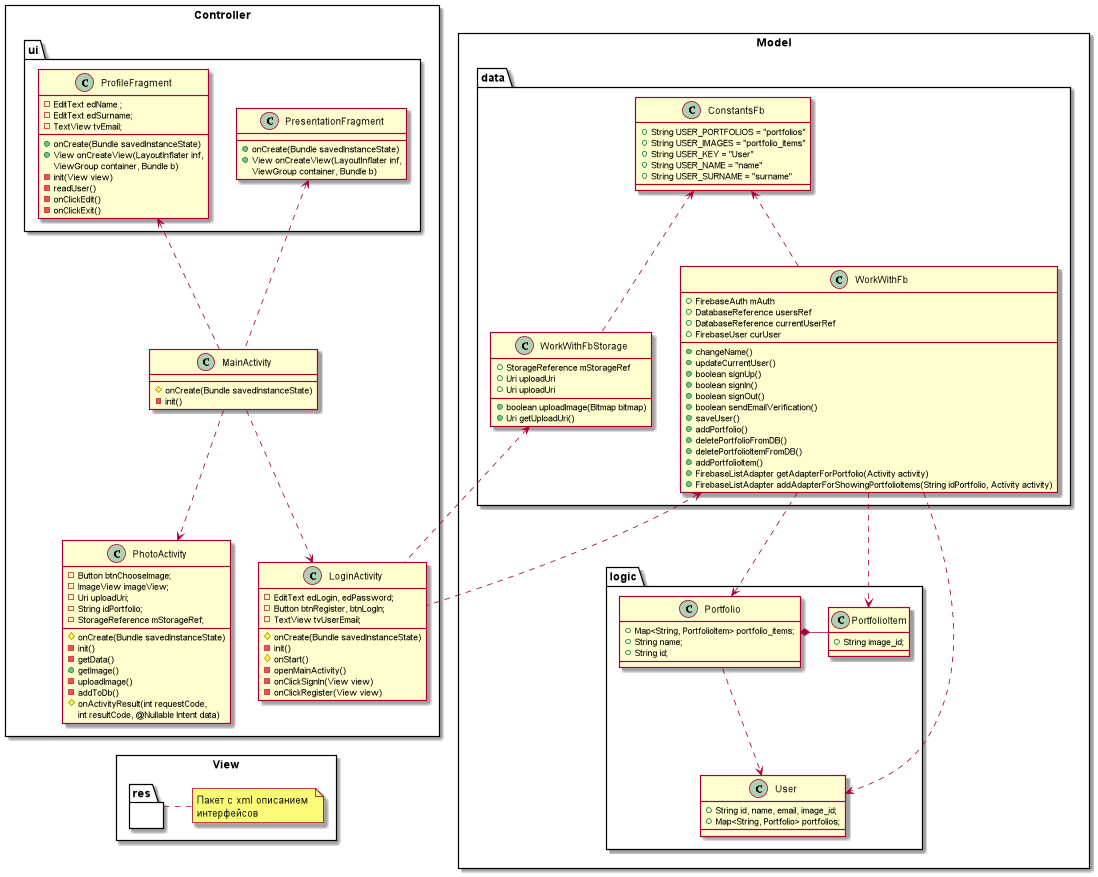 Controller
ui
ProfileFragment
EditText edName ;
EditText edSurname;
TextView tvEmail;
onCreate(Bundle savedInstanceState)
View onCreateView(LayoutInflater inf,
ViewGroup container, Bundle b)
init(View view)
readUser()
onClickEdit()
onClickExit()
PresentationFragment
onCreate(Bundle savedInstanceState)
View onCreateView(LayoutInflater inf,
ViewGroup container, Bundle b)
MainActivity
onCreate(Bundle savedInstanceState)
init()
PhotoActivity
Button btnChooseImage;
ImageView imageView;
Uri uploadUri;
String idPortfolio;
StorageReference mStorageRef;
onCreate(Bundle savedInstanceState)
init()
getData()
getImage()
uploadImage()
addToDb()
onActivityResult(int requestCode,
int resultCode, @Nullable Intent data)
LoginActivity
EditText edLogin, edPassword;
Button btnRegister, btnLogIn;
TextView tvUserEmail;
onCreate(Bundle savedInstanceState)
init()
onStart()
openMainActivity()
onClickSignIn(View view)
onClickRegister(View view)
View
res
Пакет с xml описанием
интерфейсов
Model
data
ConstantsFb
String USER_PORTFOLIOS = "portfolios"
String USER_IMAGES = "portfolio_items"
String USER_KEY = "User"
String USER_NAME = "name"
String USER_SURNAME = "surname"
WorkWithFbStorage
StorageReference mStorageRef
Uri uploadUri
Uri uploadUri
boolean uploadImage(Bitmap bitmap)
Uri getUploadUri()
WorkWithFb
FirebaseAuth mAuth
DatabaseReference usersRef
DatabaseReference currentUserRef
FirebaseUser curUser
changeName()
updateCurrentUser()
boolean signUp()
boolean signIn()
boolean signOut()
boolean sendEmailVerification()
saveUser()
addPortfolio()
deletePortfolioFromDB()
deletePortfolioItemFromDB()
addPortfolioItem()
FirebaseListAdapter getAdapterForPortfolio(Activity activity)
FirebaseListAdapter addAdapterForShowingPortfolioItems(String idPortfolio, Activity activity)
logic
Portfolio
Map<String, PortfolioItem> portfolio_items;
String name;
String id;
PortfolioItem
String image_id;
User
String id, name, email, image_id;
Map<String, Portfolio> portfolios;